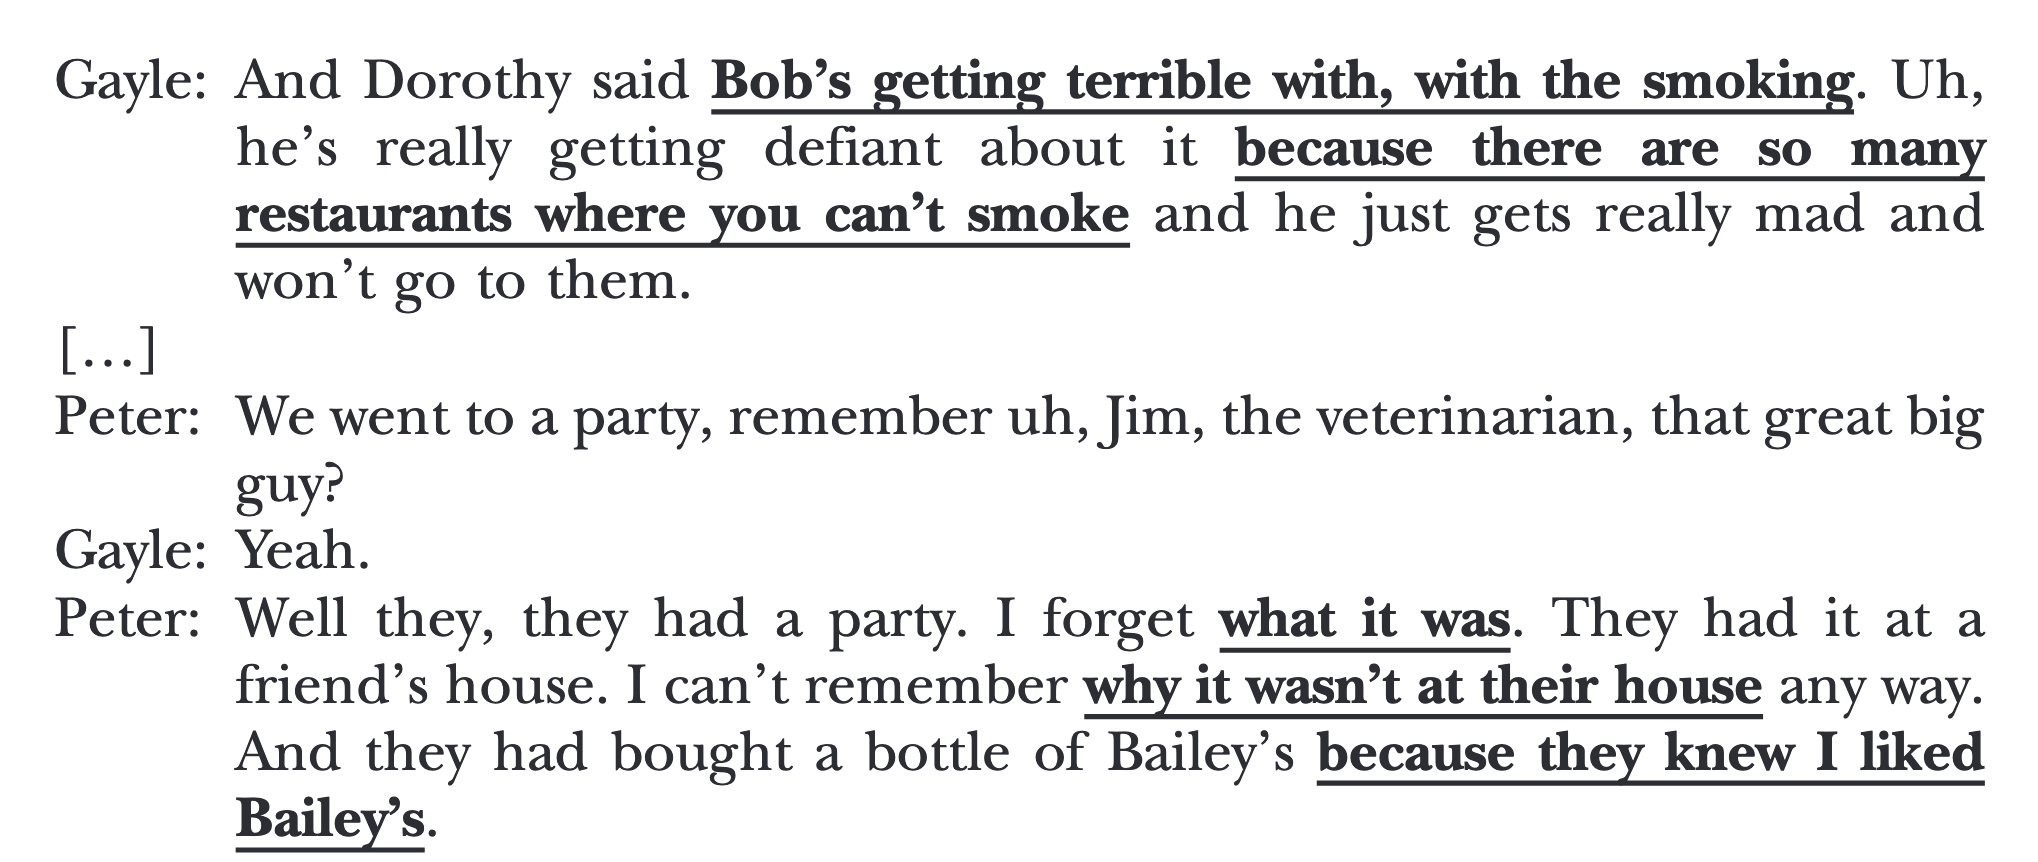 Gayle: And Dorothy said Bob’s getting terrible with, with the smoking. Uh,
he’s really getting defiant about it because there are so many
restaurants where you can’t smoke and he just gets really mad and
won’t go to them.
[…]
Peter: We went to a party, remember uh, Jim, the veterinarian, that great big
guy?
Gayle: Yeah.
Peter: Well they, they had a party. I forget what it was. They had it at a
friend’s house. I can’t remember why it wasn’t at their house any way.
And they had bought a bottle of Bailey’s because they knew I liked
Bailey’s.